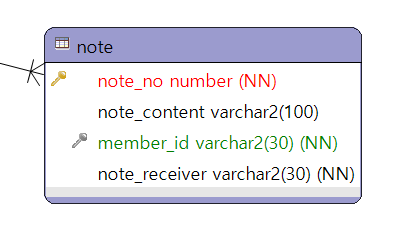 note
note_no number (NN)
note_content varchar2(100)
member_id varchar2(30) (NN)
note_receiver varchar2(30) (NN)